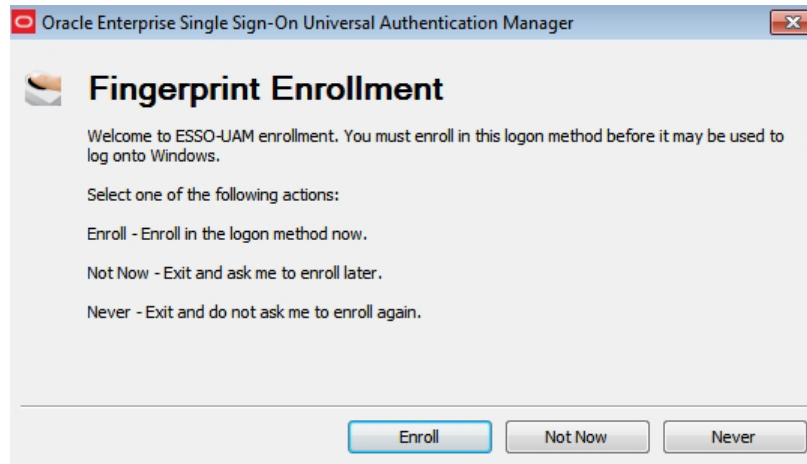 Oracle Enterprise Single Sign-On Universal Authentication Manager
Fingerprint Enrollment
Welcome to ESSO-UAM enrollment. You must enroll in this logon method before it may be used to
log onto Windows.
Select one of the following actions:
Enroll - Enroll in the logon method now.
Not Now - Exit and ask me to enroll later.
Never - Exit and do not ask me to enroll again.
Enroll Not Now Never